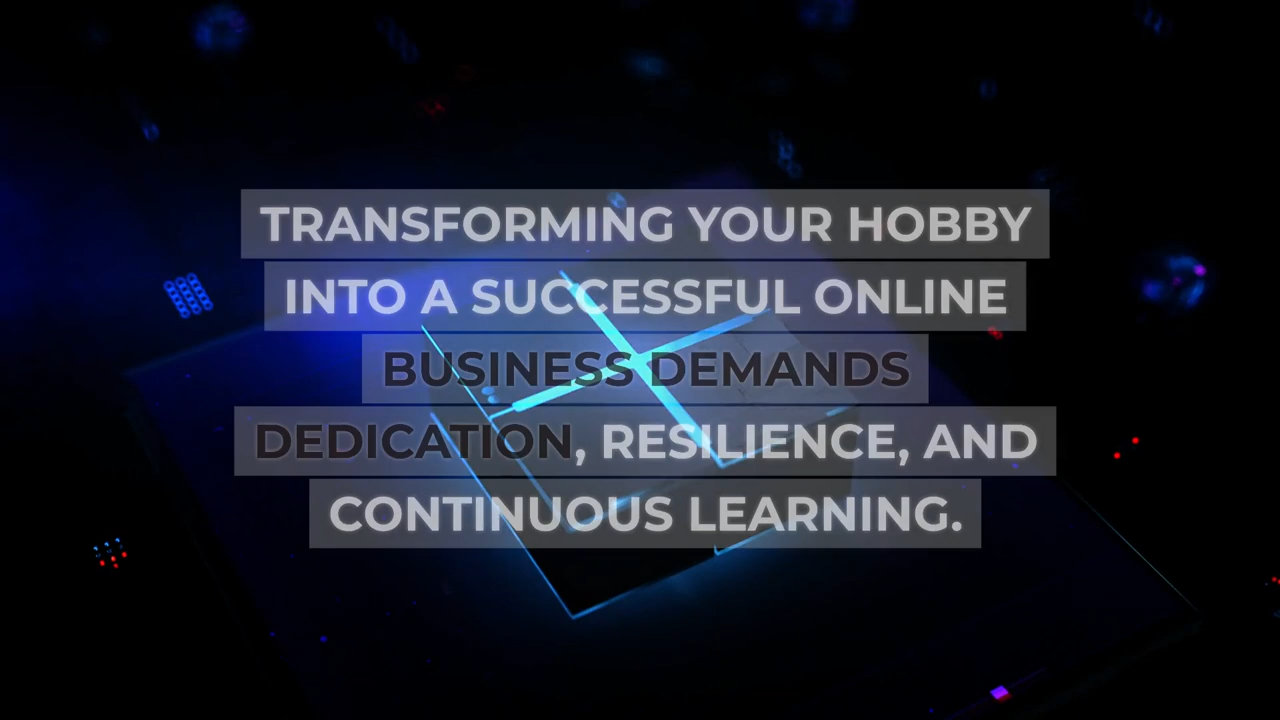 TRANSFORMING YOUR HOBBY
INTO A SUCCESSFUL ONLINE
BUSINESS DEMANDS
DEDICATION, RESILIENCE, AND
CONTINUOUS LEARNING.